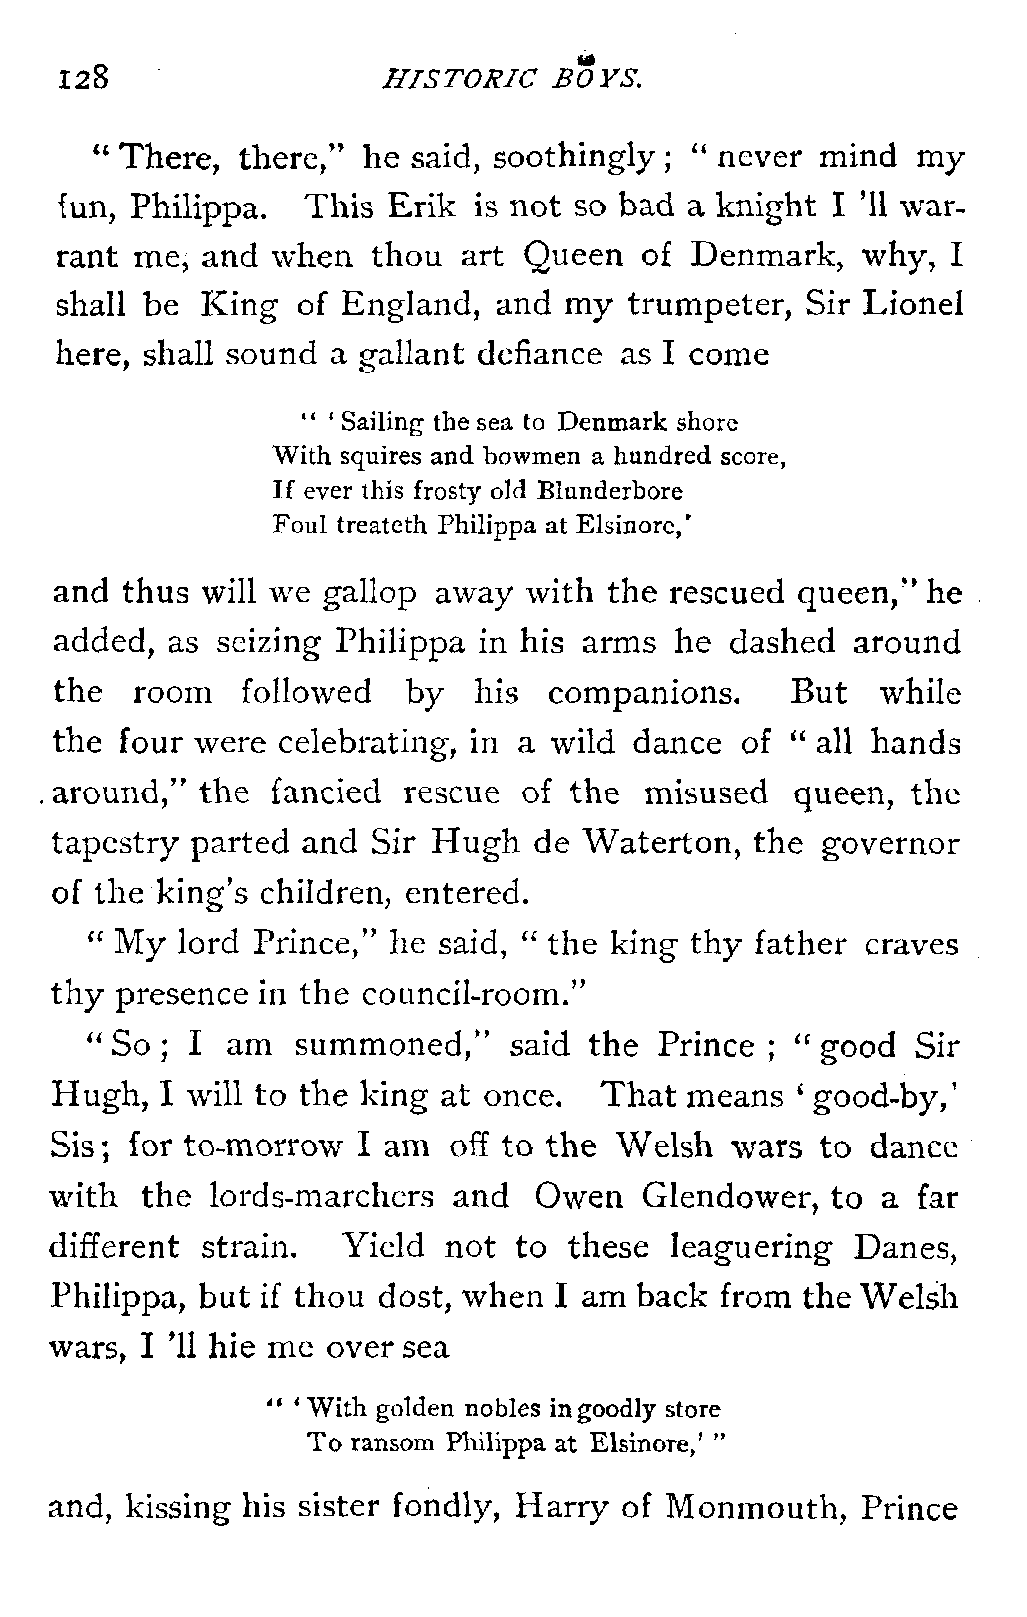 128 HISTORIC BOYS.
" There, there," he said, soothingly ; " never mind my
fun, Philippa. This Erik is not so bad a knight I 'll war-
rant me, and when thou art Queen of Denmark, why, I
shall be King of England, and my trumpeter, Sir Lionel
here, shall sound a gallant defiance as I come
" ' Sailing the sea to Denmark shore
With squires and bowmen a hundred score,
If ever this frosty old Blunderbore
Foul treateth Philippa at Elsinore,'
and thus will we gallop away with the rescued queen," he
added, as seizing Philippa in his arms he dashed around
the room followed by his companions. But while
the four were celebrating, in a wild dance of " all hands
around," the fancied rescue of the misused queen, the
tapestry parted and Sir Hugh de Waterton, the governor
of the king's children, entered.
" My lord Prince," he said, " the king thy father craves
thy presence in the council-room."
" So ; I am summoned," said the Prince ; " good Sir
Hugh, I will to the king at once. That means ' good-by,'
Sis ; for to-morrow I am off to the Welsh wars to dance
with the lords-marchers and Owen Glendower, to a far
different strain. Yield not to these leaguering Danes,
Philippa, but if thou dost, when I am back from the Welsh
wars, I 'll hie me over sea
" ' With golden nobles in goodly store
To ransom Philippa at Elsinore,' "
and, kissing his sister fondly, Harry of Monmouth, Prince